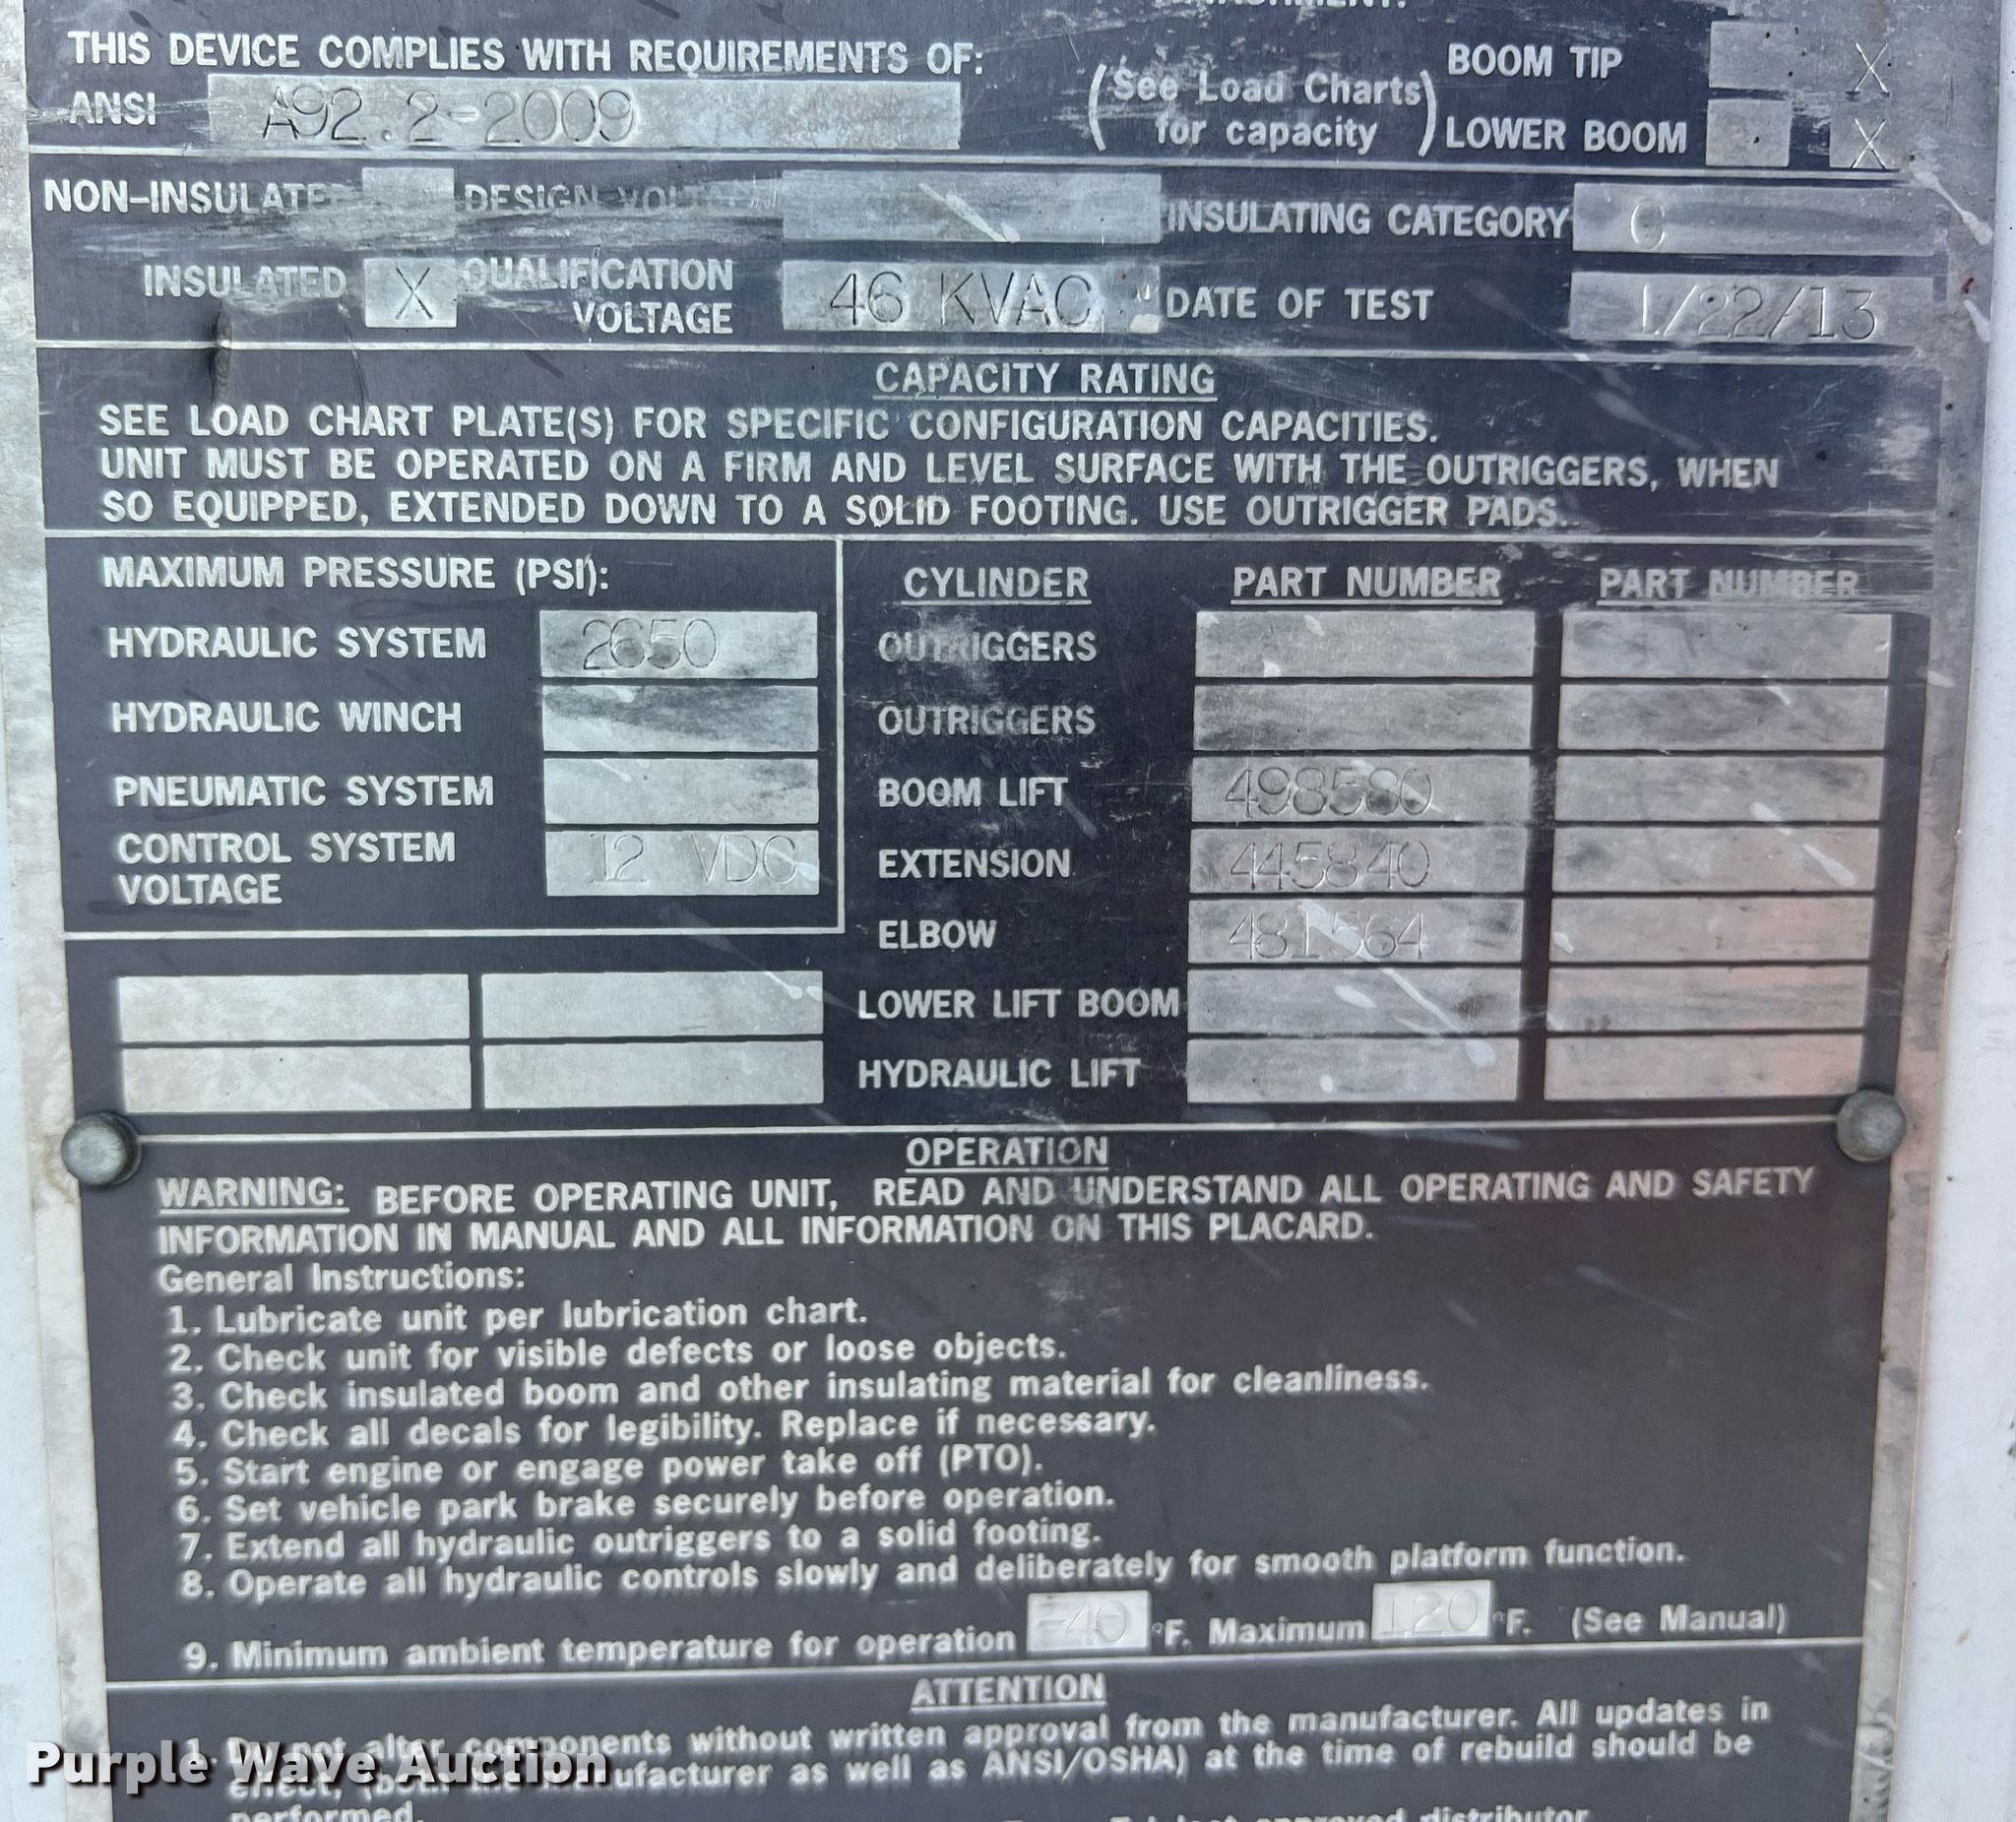 THIS DEVICE COMPLIES WITH REQUIREMENTS OF:
ANSI A92.2-2009
(See Load Charts for capacity)
BOOM TIP X
LOWER BOOM X
NON-INSULATED DESIGN
INSULATING CATEGORY C
INSULATED X QUALIFICATION VOLTAGE 46 KVAC
DATE OF TEST 1/22/13
CAPACITY RATING
SEE LOAD CHART PLATE(S) FOR SPECIFIC CONFIGURATION CAPACITIES.
UNIT MUST BE OPERATED ON A FIRM AND LEVEL SURFACE WITH THE OUTRIGGERS, WHEN
SO EQUIPPED, EXTENDED DOWN TO A SOLID FOOTING. USE OUTRIGGER PADS.
MAXIMUM PRESSURE (PSI):
HYDRAULIC SYSTEM 2650
HYDRAULIC WINCH
PNEUMATIC SYSTEM
CONTROL SYSTEM
VOLTAGE 12 VDC
CYLINDER PART NUMBER PART NUMBER
OUTRIGGERS
OUTRIGGERS
BOOM LIFT 498580
EXTENSION 445840
ELBOW 481564
LOWER LIFT BOOM
HYDRAULIC LIFT
OPERATION
WARNING: BEFORE OPERATING UNIT, READ AND UNDERSTAND ALL OPERATING AND SAFETY
INFORMATION IN MANUAL AND ALL INFORMATION ON THIS PLACARD.
General Instructions:
1. Lubricate unit per lubrication chart.
2. Check unit for visible defects or loose objects.
3. Check insulated boom and other insulating material for cleanliness.
4. Check all decals for legibility. Replace if necessary.
5. Start engine or engage power take off (PTO).
6. Set vehicle park brake securely before operation.
7. Extend all hydraulic outriggers to a solid footing.
8. Operate all hydraulic controls slowly and deliberately for smooth platform function.
9. Minimum ambient temperature for operation -40 °F. Maximum 120 °F. (See Manual)
ATTENTION
1. Do not alter components without written approval from the manufacturer. All updates in
effect, manufacturer as well as ANSI/OSHA) at the time of rebuild should be
performed.
approved distributor
Purple Wave Auction